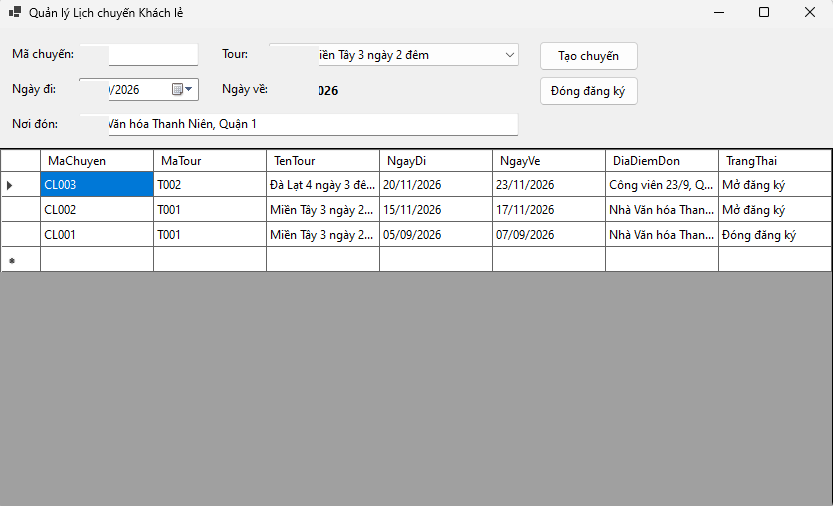 Quản lý Lịch chuyến Khách lẻ
Mã chuyến: Tour: Miền Tây 3 ngày 2 đêm Tạo chuyến
Ngày đi: /2026 Ngày về: 026 Đóng đăng ký
Nơi đón: Văn hóa Thanh Niên, Quận 1
MaChuyen MaTour TenTour NgayDi NgayVe DiaDiemDon TrangThai
CL003 T002 Đà Lạt 4 ngày 3 đê... 20/11/2026 23/11/2026 Công viên 23/9, Q... Mở đăng ký
CL002 T001 Miền Tây 3 ngày 2... 15/11/2026 17/11/2026 Nhà Văn hóa Than... Mở đăng ký
CL001 T001 Miền Tây 3 ngày 2... 05/09/2026 07/09/2026 Nhà Văn hóa Than... Đóng đăng ký